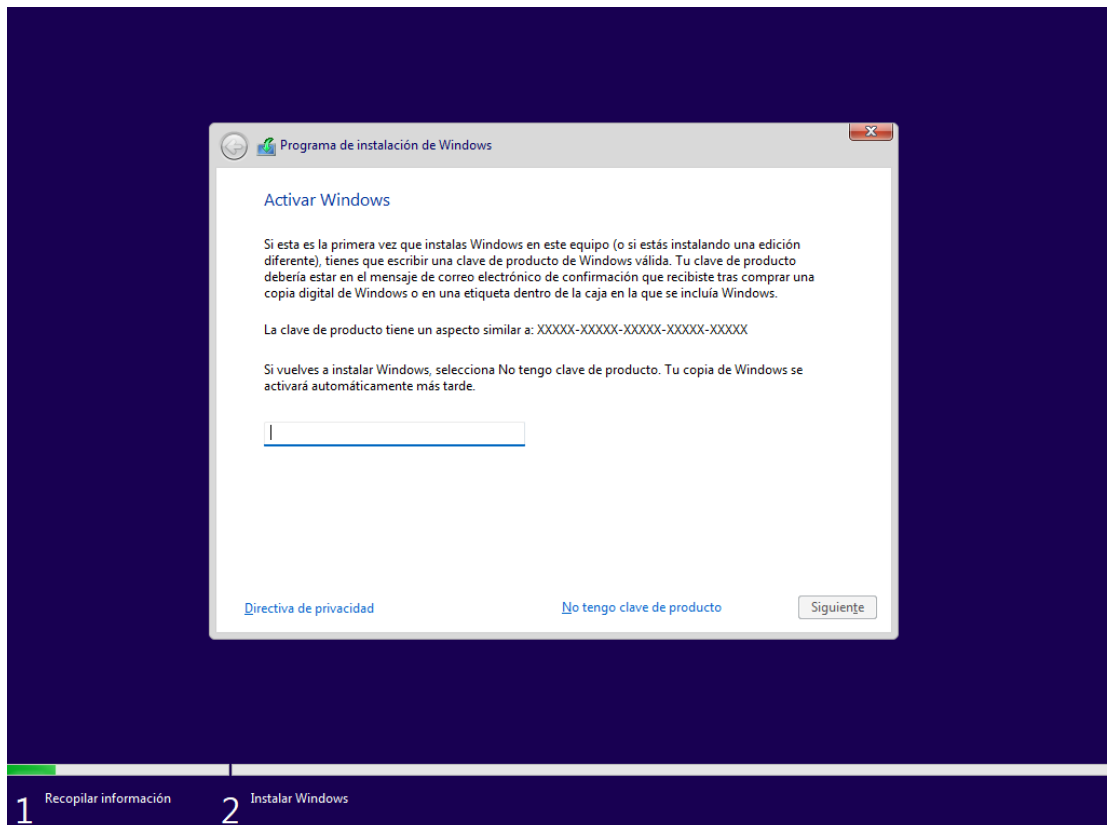 Programa de instalación de Windows
Activar Windows
Si esta es la primera vez que instalas Windows en este equipo (o si estás instalando una edición
diferente), tienes que escribir una clave de producto de Windows válida. Tu clave de producto
debería estar en el mensaje de correo electrónico de confirmación que recibiste tras comprar una
copia digital de Windows o en una etiqueta dentro de la caja en la que se incluía Windows.
La clave de producto tiene un aspecto similar a: XXXXX-XXXXX-XXXXX-XXXXX-XXXXX
Si vuelves a instalar Windows, selecciona No tengo clave de producto. Tu copia de Windows se
activará automáticamente más tarde.
Directiva de privacidad No tengo clave de producto Siguiente
1 Recopilar información 2 Instalar Windows